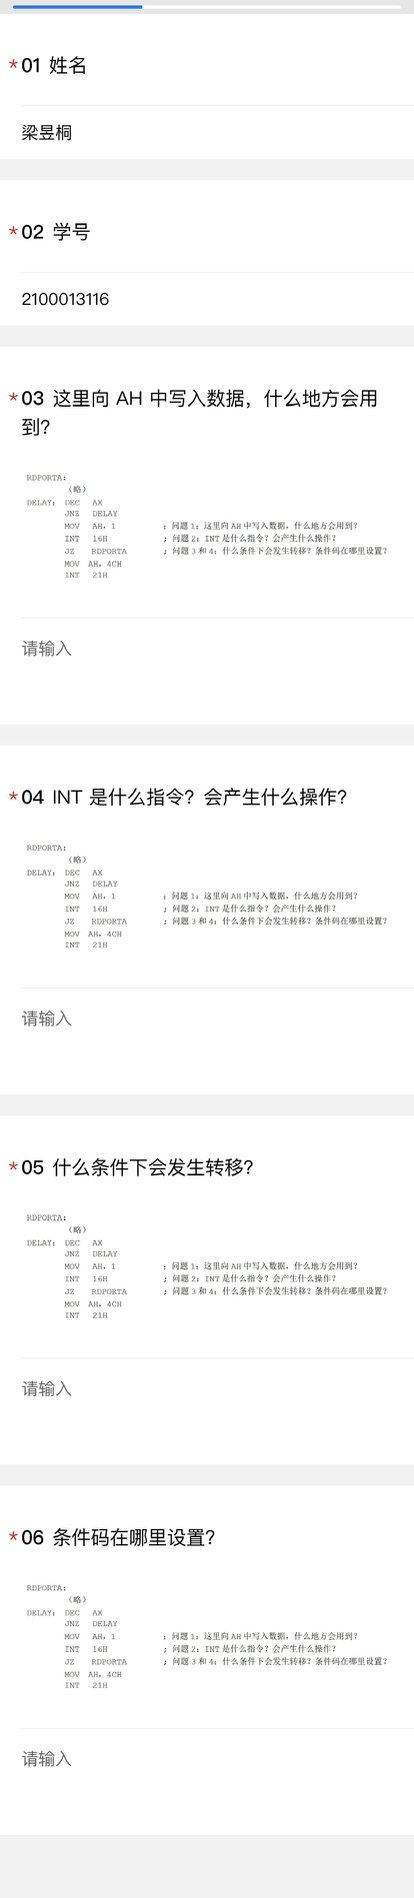 *01 姓名
梁昱桐
*02 学号
2100013116
*03 这里向 AH 中写入数据，什么地方会用
到？
RDPORTA:
（略）
DELAY: DEC AX
JNZ DELAY
MOV AH, 1 ; 问题 1：这里向 AH 中写入数据，什么地方会用到？
INT 16H ; 问题 2：INT 是什么指令？会产生什么操作？
JZ RDPORTA ; 问题 3 和 4：什么条件下会发生转移？条件码在哪里设置？
MOV AH, 4CH
INT 21H
请输入
*04 INT 是什么指令？会产生什么操作？
RDPORTA:
（略）
DELAY: DEC AX
JNZ DELAY
MOV AH, 1 ; 问题 1：这里向 AH 中写入数据，什么地方会用到？
INT 16H ; 问题 2：INT 是什么指令？会产生什么操作？
JZ RDPORTA ; 问题 3 和 4：什么条件下会发生转移？条件码在哪里设置？
MOV AH, 4CH
INT 21H
请输入
*05 什么条件下会发生转移？
RDPORTA:
（略）
DELAY: DEC AX
JNZ DELAY
MOV AH, 1 ; 问题 1：这里向 AH 中写入数据，什么地方会用到？
INT 16H ; 问题 2：INT 是什么指令？会产生什么操作？
JZ RDPORTA ; 问题 3 和 4：什么条件下会发生转移？条件码在哪里设置？
MOV AH, 4CH
INT 21H
请输入
*06 条件码在哪里设置？
RDPORTA:
（略）
DELAY: DEC AX
JNZ DELAY
MOV AH, 1 ; 问题 1：这里向 AH 中写入数据，什么地方会用到？
INT 16H ; 问题 2：INT 是什么指令？会产生什么操作？
JZ RDPORTA ; 问题 3 和 4：什么条件下会发生转移？条件码在哪里设置？
MOV AH, 4CH
INT 21H
请输入